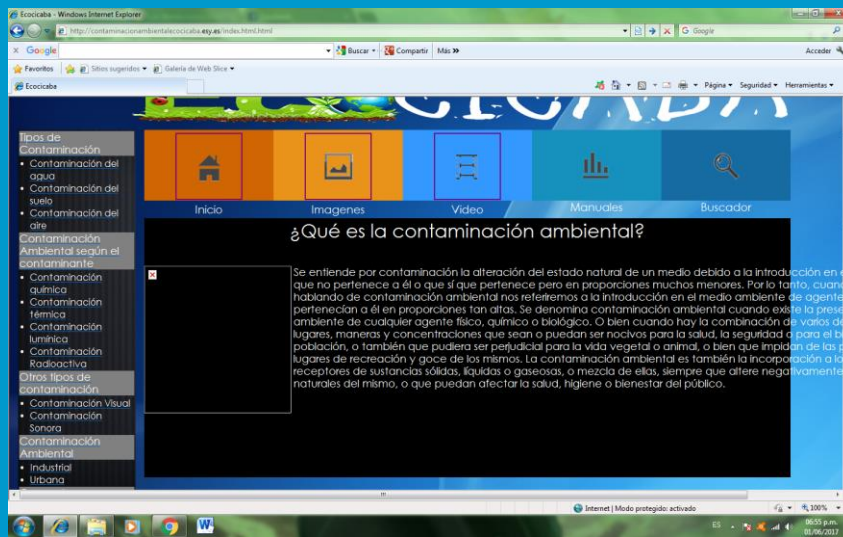 Ecocicaba - Windows Internet Explorer
http://contaminacionambientalecocicaba.esy.es/index.html.html
Google
Google
Buscar
Compartir
Más »
Acceder
Favoritos
Sitios sugeridos
Galería de Web Slice
Ecocicaba
Página
Seguridad
Herramientas
ECOCICABA
Tipos de
Contaminación
• Contaminación del
agua
• Contaminación del
suelo
• Contaminación del
aire
Contaminación
Ambiental según el
contaminante
• Contaminación
química
• Contaminación
térmica
• Contaminación
lumínica
• Contaminación
Radioactiva
Otros tipos de
contaminación
• Contaminación Visual
• Contaminación
Sonora
Contaminación
Ambiental
• Industrial
• Urbana
Inicio
Imagenes
Video
Manuales
Buscador
¿Qué es la contaminación ambiental?
Se entiende por contaminación la alteración del estado natural de un medio debido a la introducción en e
que no pertenece a él o que sí que pertenece pero en proporciones muchos menores. Por lo tanto, cuand
hablando de contaminación ambiental nos referiremos a la introducción en el medio ambiente de agente
pertenecían a él en proporciones tan altas. Se denomina contaminación ambiental cuando existe la prese
ambiente de cualquier agente físico, químico o biológico. O bien cuando hay la combinación de varios de
lugares, maneras y concentraciones que sean o puedan ser nocivos para la salud, la seguridad o para el bi
población, o también que pudiera ser perjudicial para la vida vegetal o animal, o bien que impidan de las p
lugares de recreación y goce de los mismos. La contaminación ambiental es también la incorporación a la
receptores de sustancias sólidas, líquidas o gaseosas, o mezcla de ellas, siempre que altere negativamente
naturales del mismo, o que puedan afectar la salud, higiene o bienestar del público.
Internet | Modo protegido: activado
100%
ES
06:55 p.m.
01/06/2017